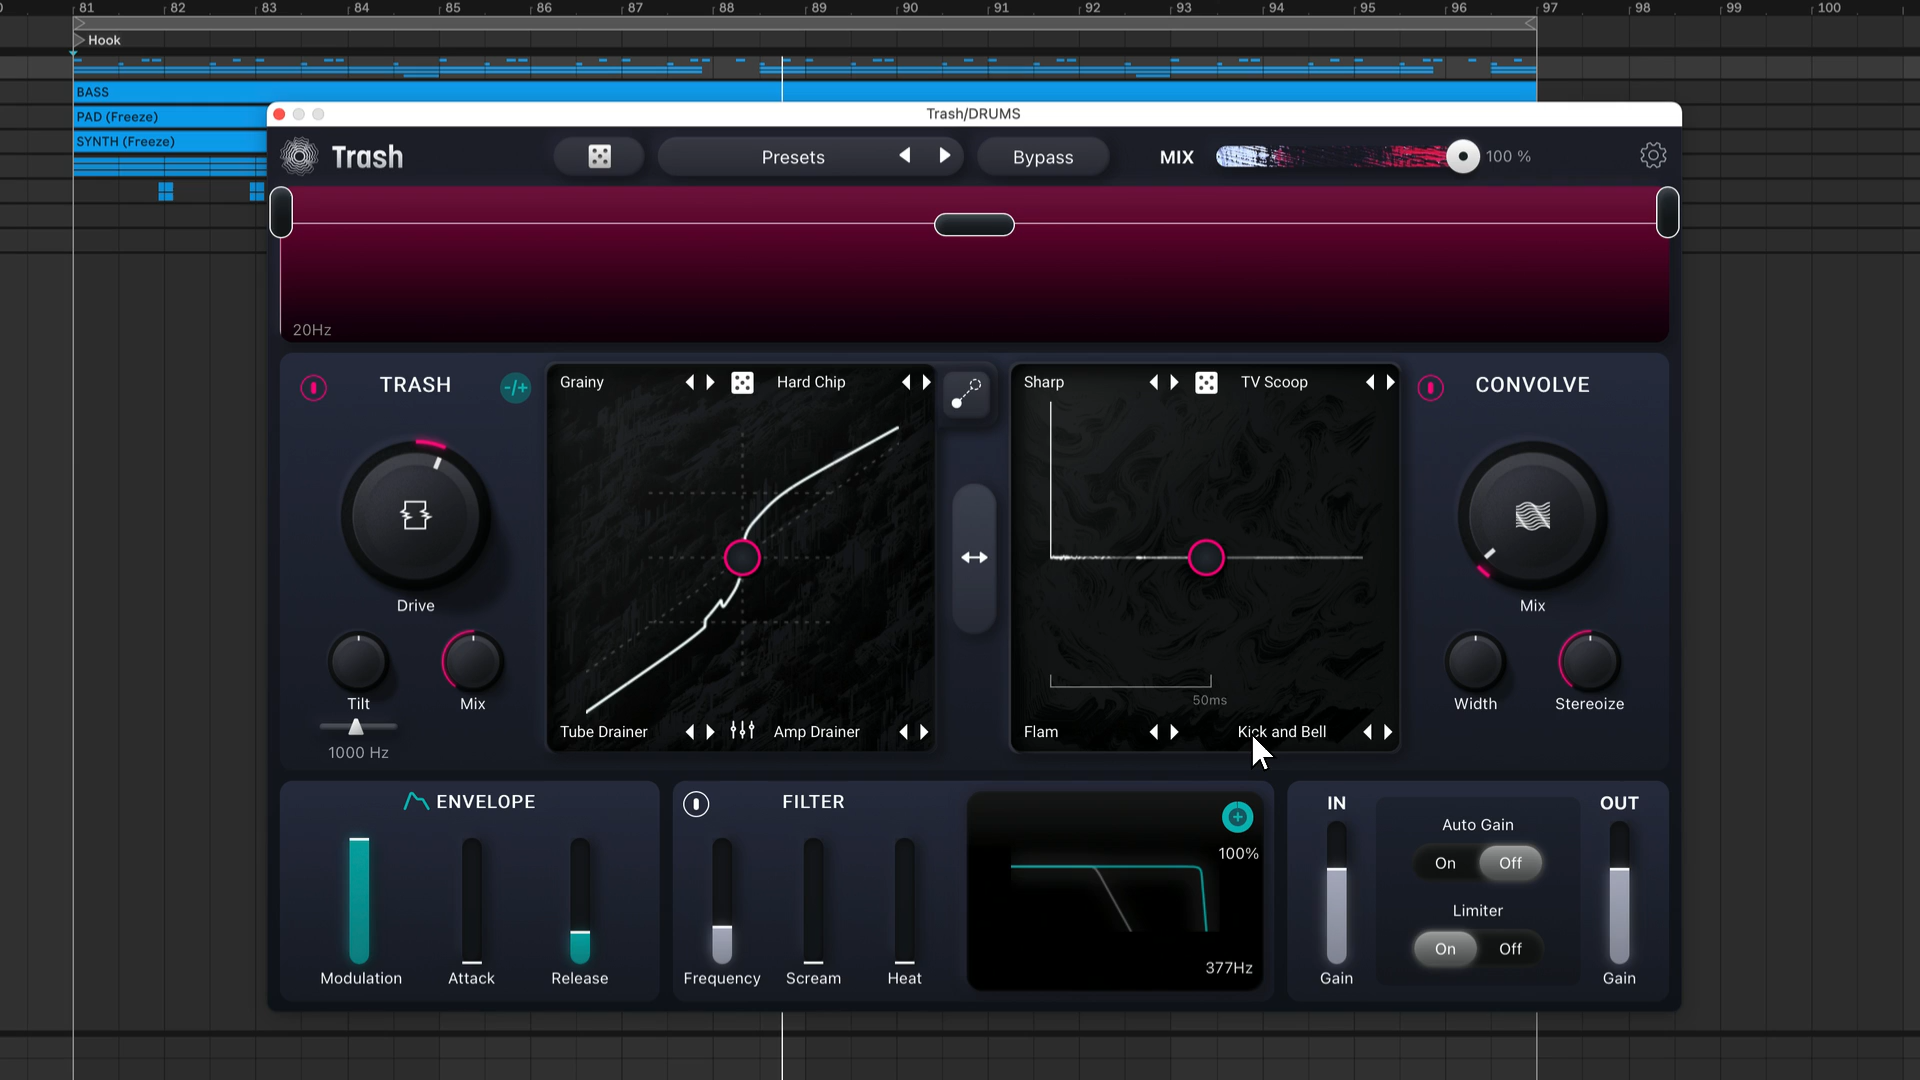 81 82 83 84 85 86 87 88 89 90 91 92 93 94 95 96 97 98 99 100
Hook
BASS
PAD (Freeze)
SYNTH (Freeze)
Trash/DRUMS
Trash
Presets
Bypass
MIX
100 %
20Hz
TRASH
-/+
Drive
Tilt
Mix
1000 Hz
Grainy
Hard Chip
Tube Drainer
Amp Drainer
Sharp
TV Scoop
50ms
Flam
Kick and Bell
CONVOLVE
Mix
Width
Stereoize
ENVELOPE
Modulation
Attack
Release
FILTER
Frequency
Scream
Heat
100%
377Hz
IN
Gain
Auto Gain
On Off
Limiter
On Off
OUT
Gain